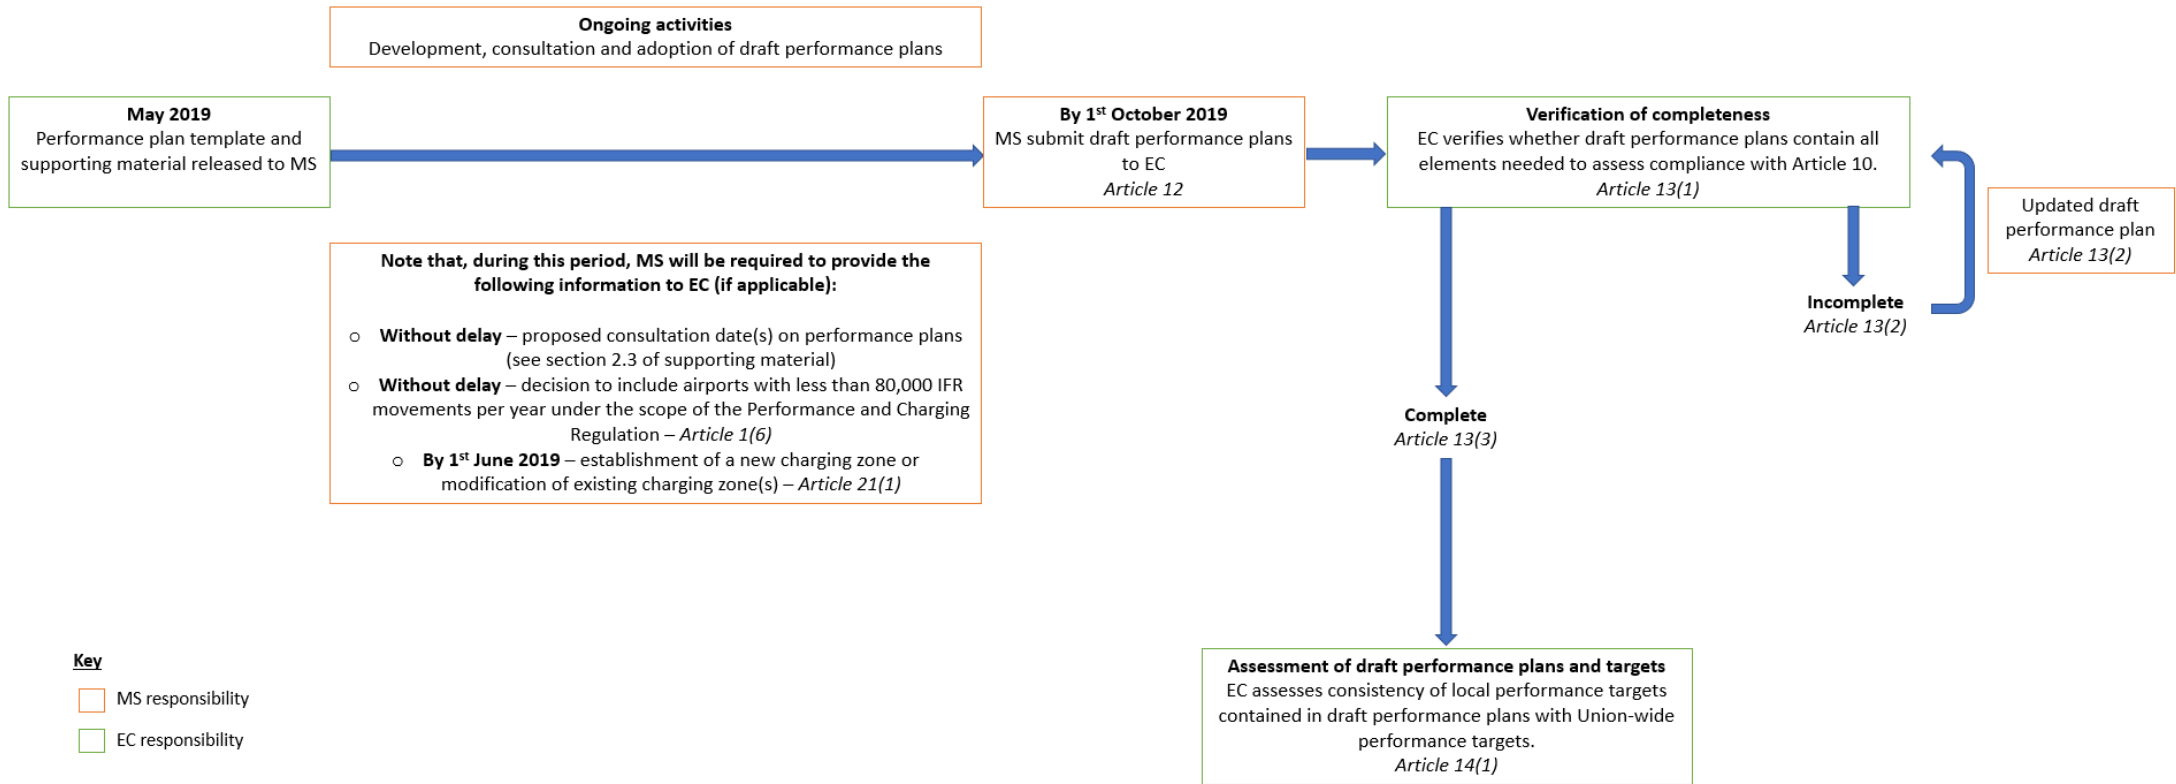 Ongoing activities
Development, consultation and adoption of draft performance plans
May 2019
Performance plan template and
supporting material released to MS
By 1st October 2019
MS submit draft performance plans
to EC
Article 12
Verification of completeness
EC verifies whether draft performance plans contain all
elements needed to assess compliance with Article 10.
Article 13(1)
Updated draft
performance plan
Article 13(2)
Note that, during this period, MS will be required to provide the
following information to EC (if applicable):
o Without delay – proposed consultation date(s) on performance plans
(see section 2.3 of supporting material)
o Without delay – decision to include airports with less than 80,000 IFR
movements per year under the scope of the Performance and Charging
Regulation – Article 1(6)
o By 1st June 2019 – establishment of a new charging zone or
modification of existing charging zone(s) – Article 21(1)
Incomplete
Article 13(2)
Complete
Article 13(3)
Assessment of draft performance plans and targets
EC assesses consistency of local performance targets
contained in draft performance plans with Union-wide
performance targets.
Article 14(1)
Key
MS responsibility
EC responsibility